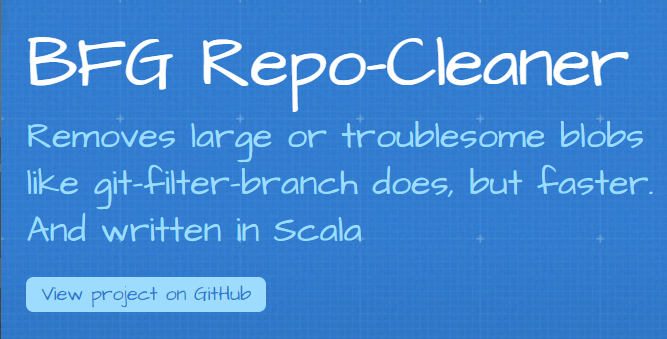 BFG Repo-Cleaner
Removes large or troublesome blobs
like git-filter-branch does, but faster.
And written in Scala
View project on GitHub